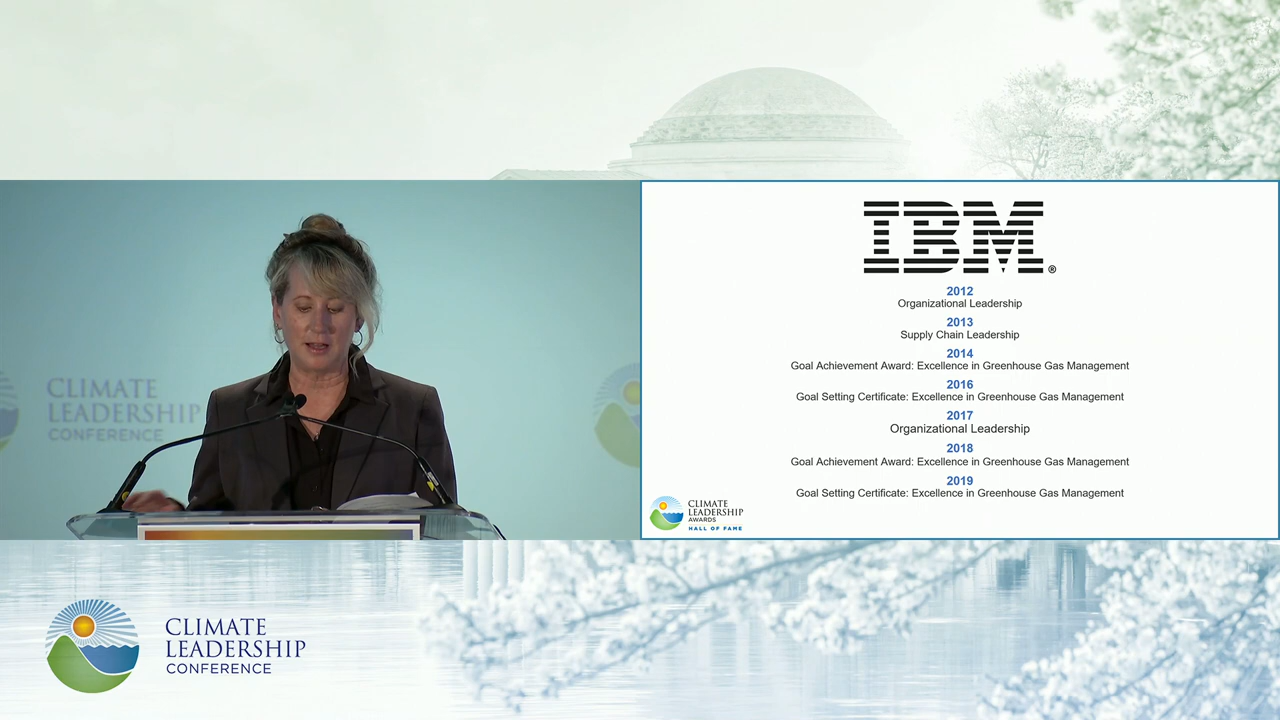 CLIMATE
LEADERSHIP
CONFERENCE
IBM®
2012
Organizational Leadership
2013
Supply Chain Leadership
2014
Goal Achievement Award: Excellence in Greenhouse Gas Management
2016
Goal Setting Certificate: Excellence in Greenhouse Gas Management
2017
Organizational Leadership
2018
Goal Achievement Award: Excellence in Greenhouse Gas Management
2019
Goal Setting Certificate: Excellence in Greenhouse Gas Management
CLIMATE
LEADERSHIP
AWARDS
HALL OF FAME
CLIMATE
LEADERSHIP
CONFERENCE